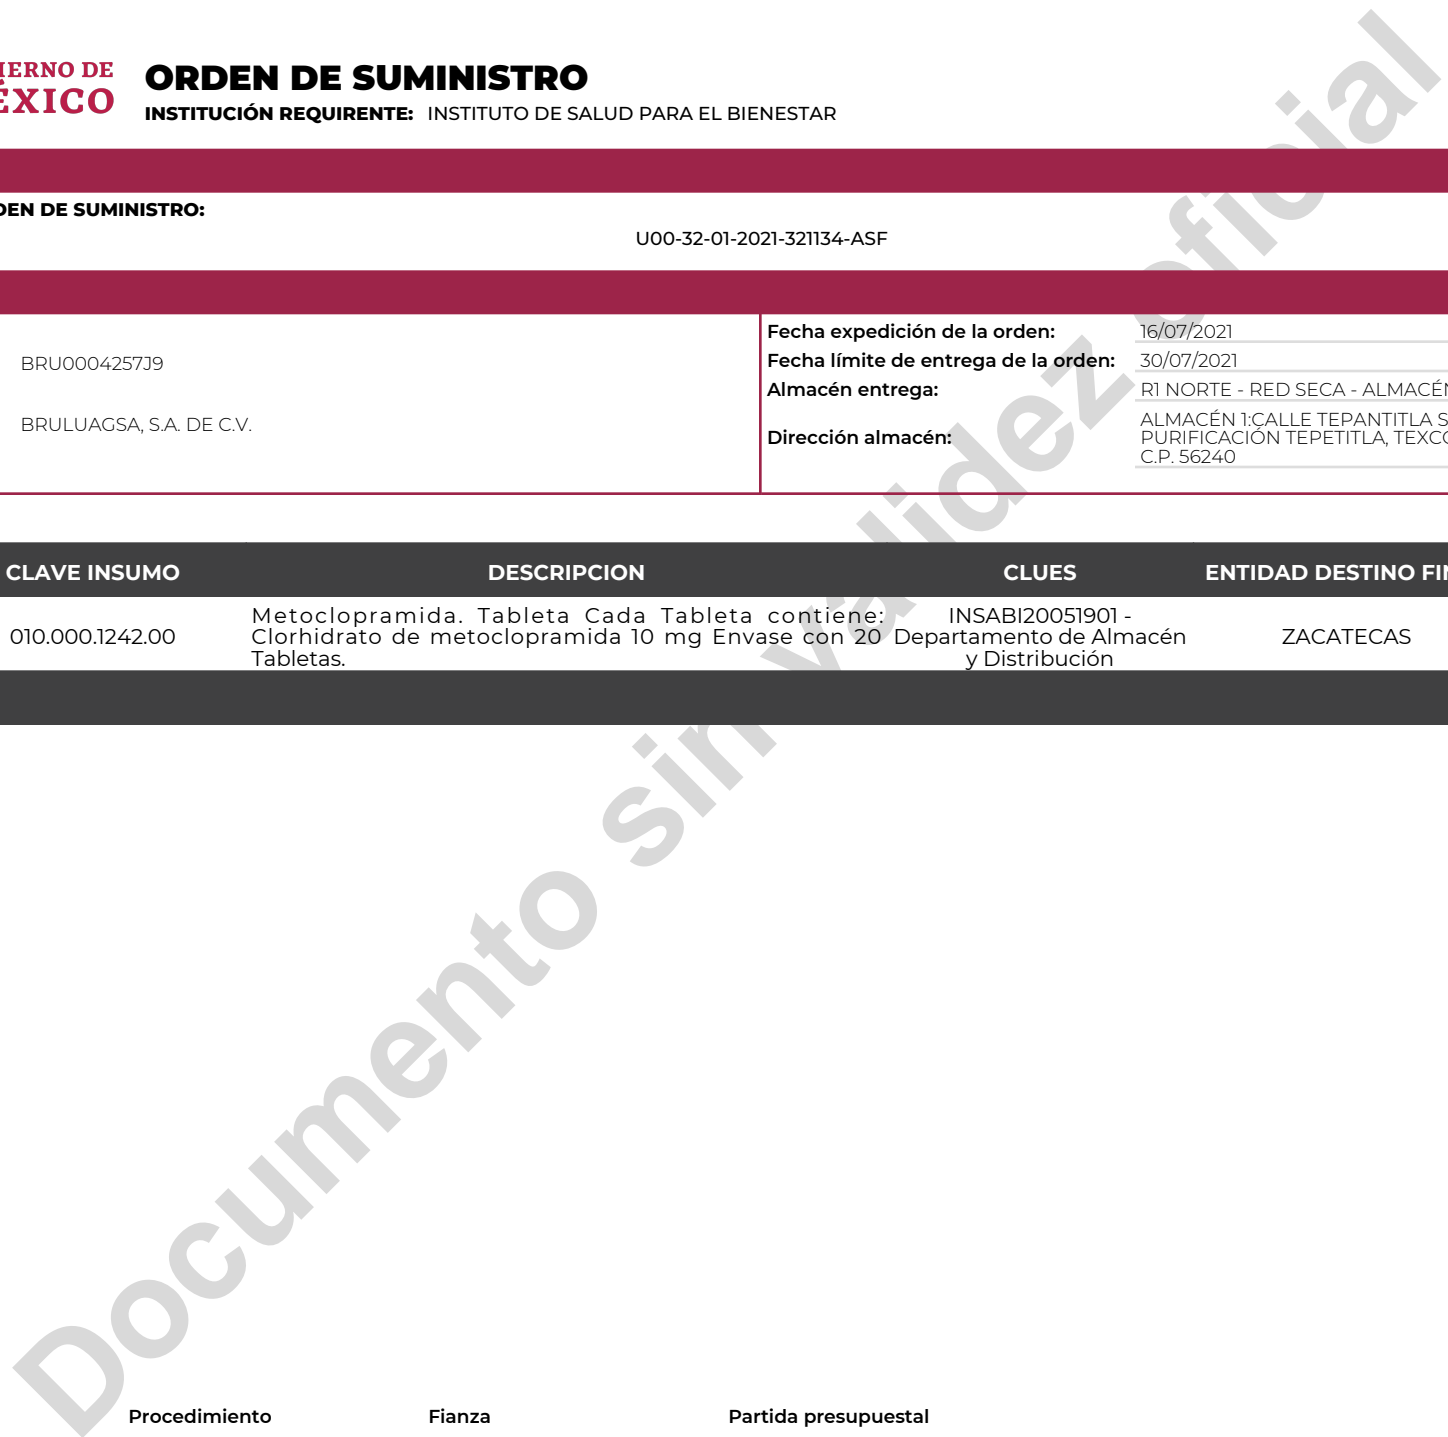 IERNO DE
ÉXICO
ORDEN DE SUMINISTRO
INSTITUCIÓN REQUIRENTE: INSTITUTO DE SALUD PARA EL BIENESTAR
DEN DE SUMINISTRO:
U00-32-01-2021-321134-ASF
BRU0004257J9
BRULUAGSA, S.A. DE C.V.
Fecha expedición de la orden: 16/07/2021
Fecha límite de entrega de la orden: 30/07/2021
Almacén entrega: R1 NORTE - RED SECA - ALMACÉN
Dirección almacén: ALMACÉN 1:CALLE TEPANTITLA S
PURIFICACIÓN TEPETITLA, TEXCO
C.P. 56240
CLAVE INSUMO DESCRIPCION CLUES ENTIDAD DESTINO FIN
010.000.1242.00
Metoclopramida. Tableta Cada Tableta contiene:
Clorhidrato de metoclopramida 10 mg Envase con 20
Tabletas.
INSABI20051901 -
Departamento de Almacén
y Distribución
ZACATECAS
Documento sin validez oficial
Procedimiento Fianza Partida presupuestal